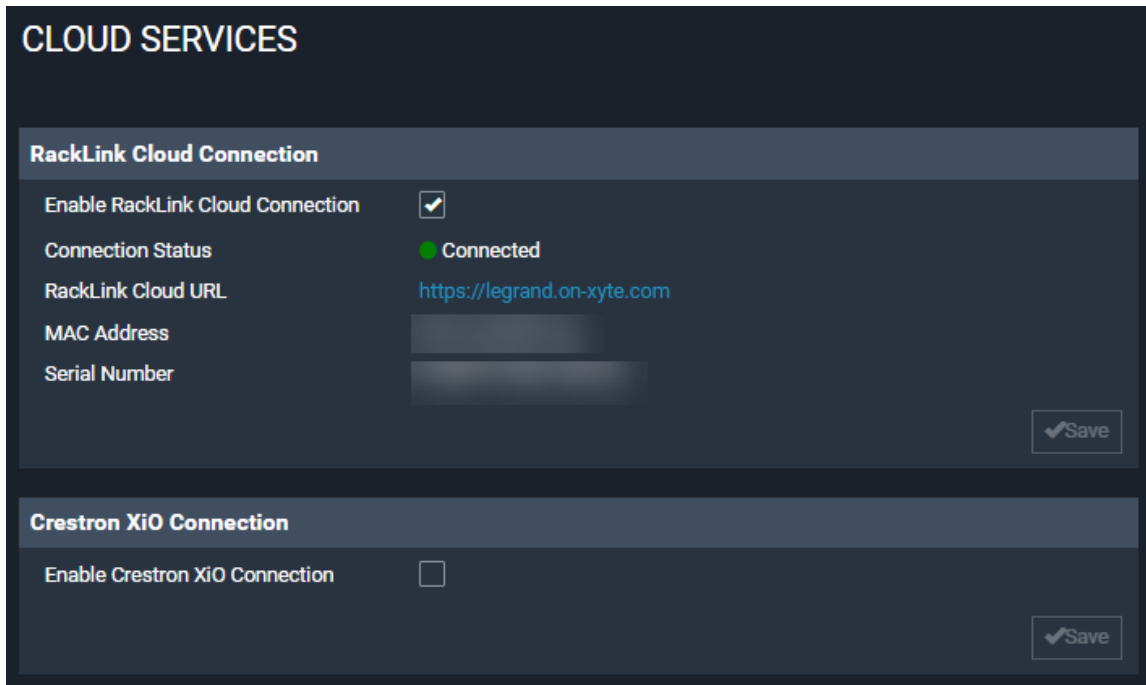 CLOUD SERVICES
RackLink Cloud Connection
Enable RackLink Cloud Connection
Connection Status Connected
RackLink Cloud URL https://legrand.on-xyte.com
MAC Address
Serial Number
Save
Crestron XiO Connection
Enable Crestron XiO Connection
Save